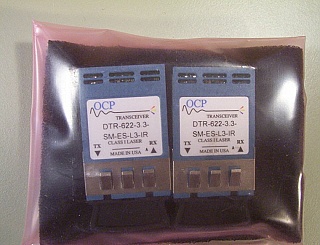 OCP
TRANSCEIVER
DTR-622-3.3-
SM-ES-L3-IR
CLASS I LASER
TX RX
MADE IN USA
OCP
TRANSCEIVER
DTR-622-3.3-
SM-ES-L3-IR
CLASS I LASER
TX RX
MADE IN USA